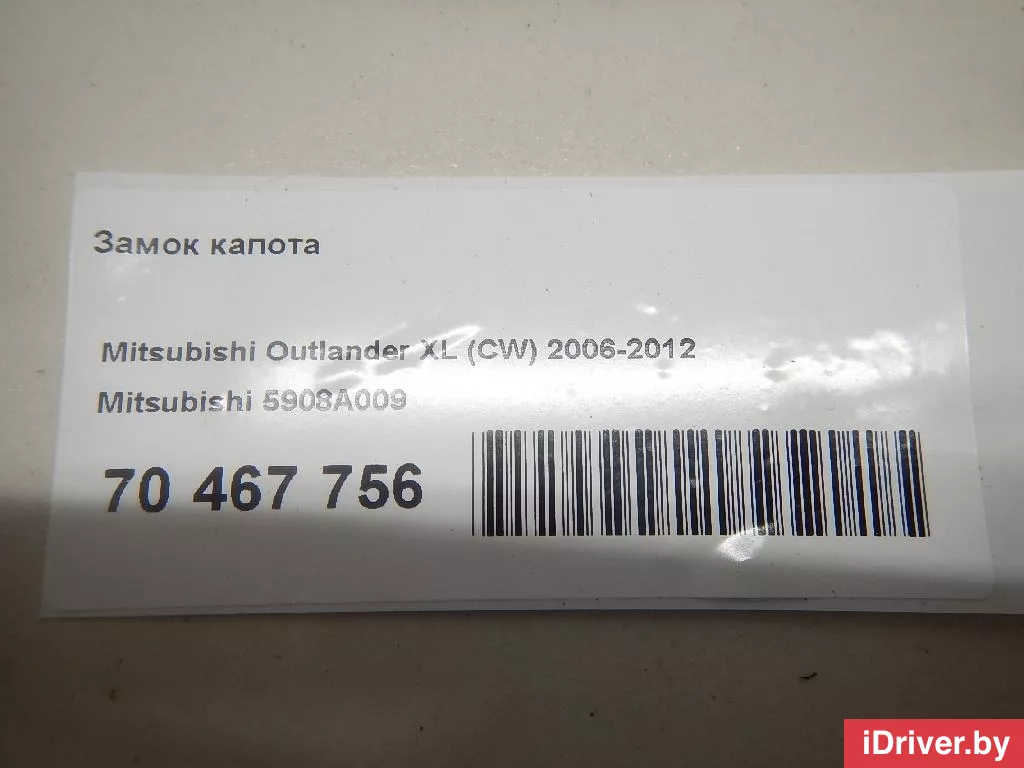 Замок капота
Mitsubishi Outlander XL (CW) 2006-2012
Mitsubishi 5908A009
70 467 756
iDriver.by